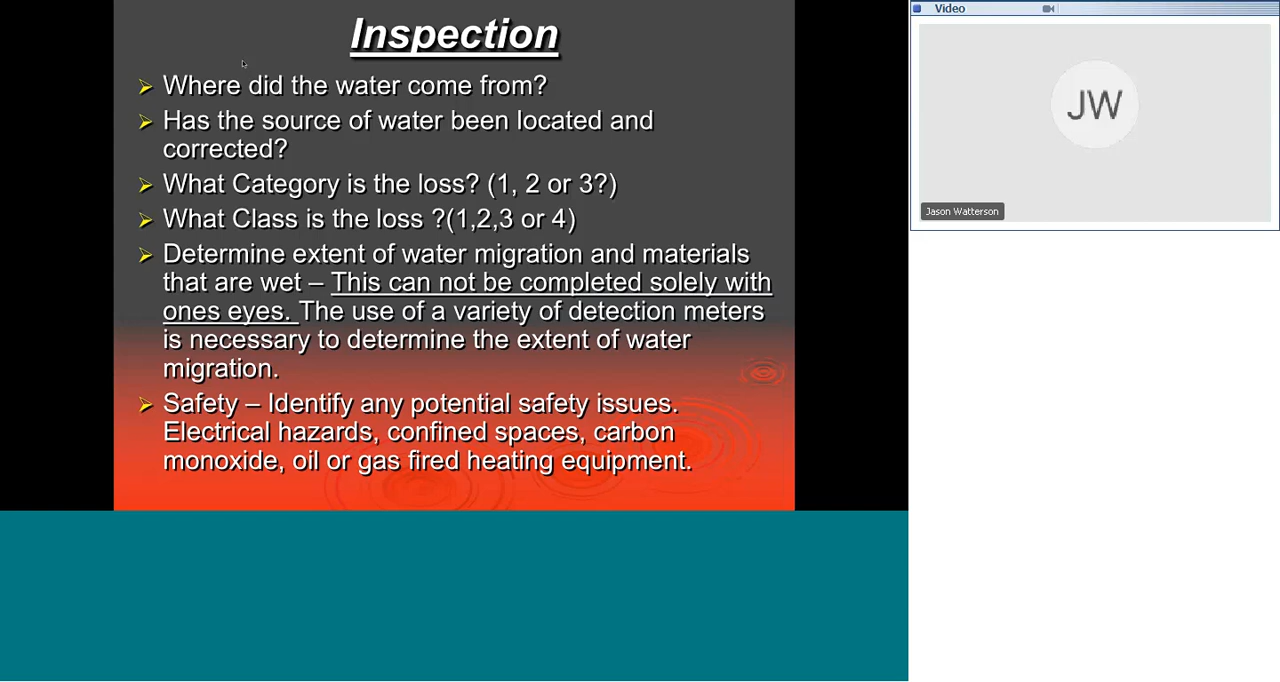 Inspection
Where did the water come from?
Has the source of water been located and
corrected?
What Category is the loss? (1, 2 or 3?)
What Class is the loss ?(1,2,3 or 4)
Determine extent of water migration and materials
that are wet – This can not be completed solely with
ones eyes. The use of a variety of detection meters
is necessary to determine the extent of water
migration.
Safety – Identify any potential safety issues.
Electrical hazards, confined spaces, carbon
monoxide, oil or gas fired heating equipment.
Video
JW
Jason Watterson